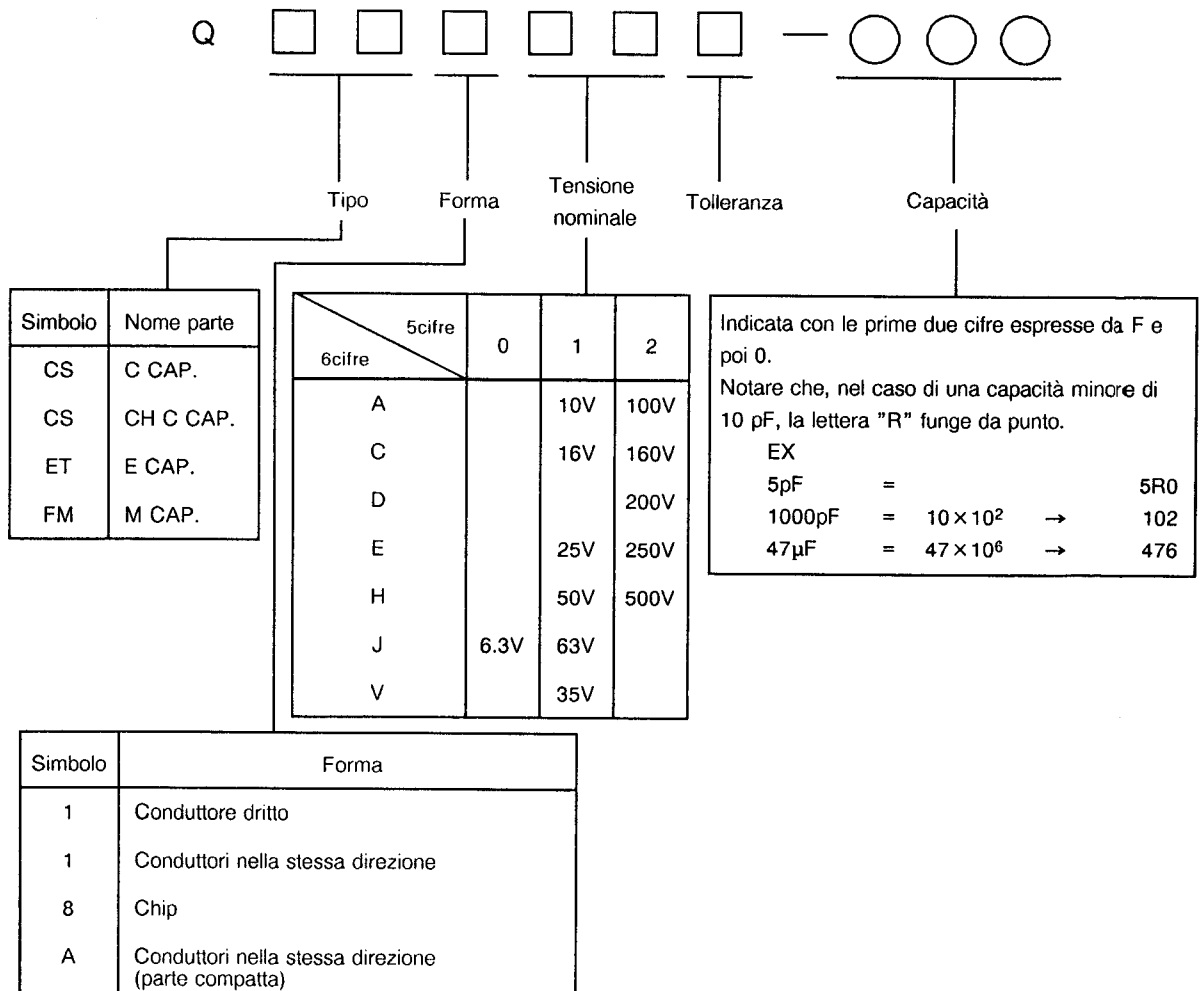 Q □ □ □ □ □ □ — ○ ○ ○
Tipo
Forma
Tensione
nominale
Tolleranza
Capacità
Simbolo Nome parte
CS C CAP.
CS CH C CAP.
ET E CAP.
FM M CAP.
5cifre
6cifre
0 1 2
A 10V 100V
C 16V 160V
D 200V
E 25V 250V
H 50V 500V
J 6.3V 63V
V 35V
Indicata con le prime due cifre espresse da F e
poi 0.
Notare che, nel caso di una capacità minore di
10 pF, la lettera "R" funge da punto.
EX
5pF = 5R0
1000pF = 10×10² → 102
47µF = 47×10⁶ → 476
Simbolo Forma
1 Conduttore dritto
1 Conduttori nella stessa direzione
8 Chip
A Conduttori nella stessa direzione
(parte compatta)